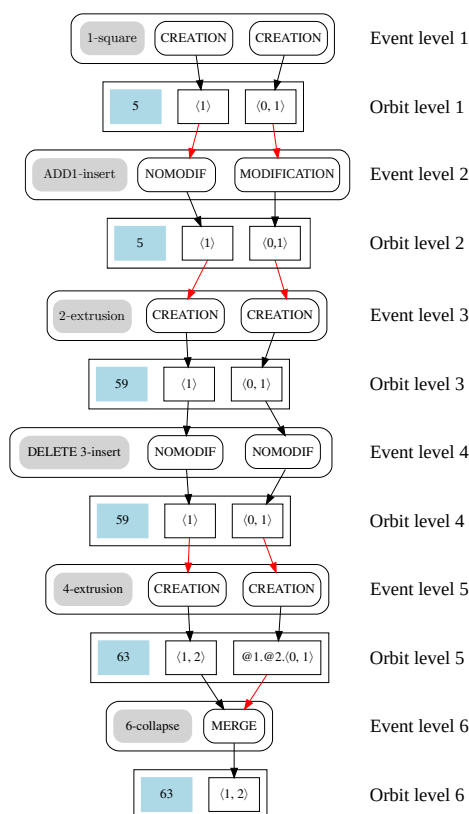 1-square CREATION CREATION Event level 1
5 ⟨1⟩ ⟨0, 1⟩ Orbit level 1
ADD1-insert NOMODIF MODIFICATION Event level 2
5 ⟨1⟩ ⟨0,1⟩ Orbit level 2
2-extrusion CREATION CREATION Event level 3
59 ⟨1⟩ ⟨0, 1⟩ Orbit level 3
DELETE 3-insert NOMODIF NOMODIF Event level 4
59 ⟨1⟩ ⟨0, 1⟩ Orbit level 4
4-extrusion CREATION CREATION Event level 5
63 ⟨1, 2⟩ @1.@2.⟨0, 1⟩ Orbit level 5
6-collapse MERGE Event level 6
63 ⟨1, 2⟩ Orbit level 6